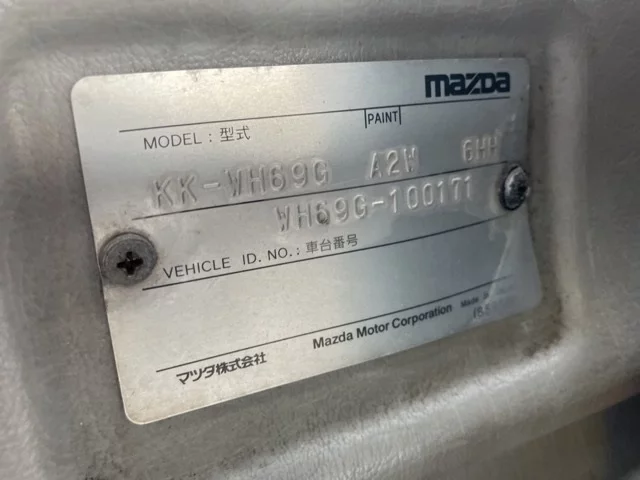 mazda
MODEL : 型式 PAINT
KK-WH69G A2W 6HH
WH69G-100171
VEHICLE ID. NO. : 車台番号
マツダ株式会社 Mazda Motor Corporation Made